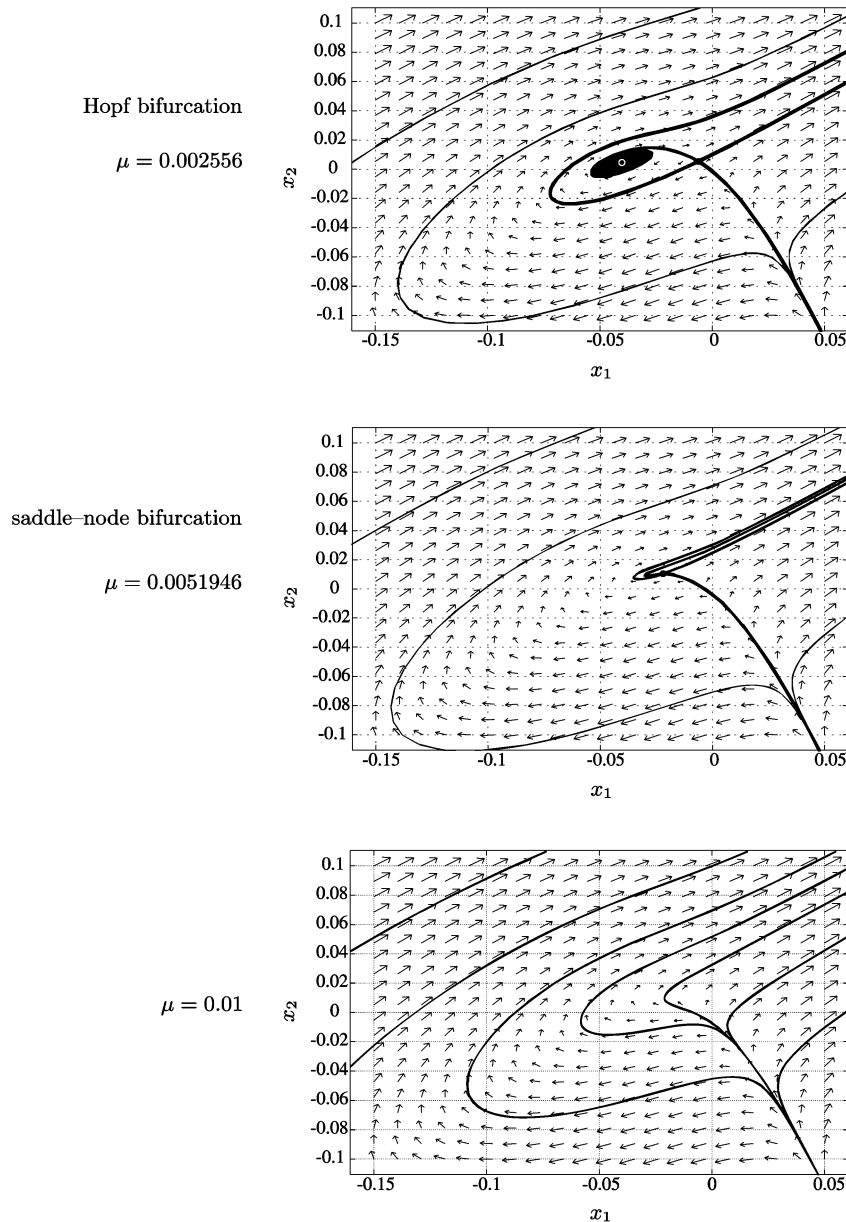 Hopf bifurcation
μ = 0.002556
x₂
0.1
0.08
0.06
0.04
0.02
0
-0.02
-0.04
-0.06
-0.08
-0.1
-0.15 -0.1 -0.05 0 0.05
x₁
saddle–node bifurcation
μ = 0.0051946
x₂
0.1
0.08
0.06
0.04
0.02
0
-0.02
-0.04
-0.06
-0.08
-0.1
-0.15 -0.1 -0.05 0 0.05
x₁
μ = 0.01
x₂
0.1
0.08
0.06
0.04
0.02
0
-0.02
-0.04
-0.06
-0.08
-0.1
-0.15 -0.1 -0.05 0 0.05
x₁